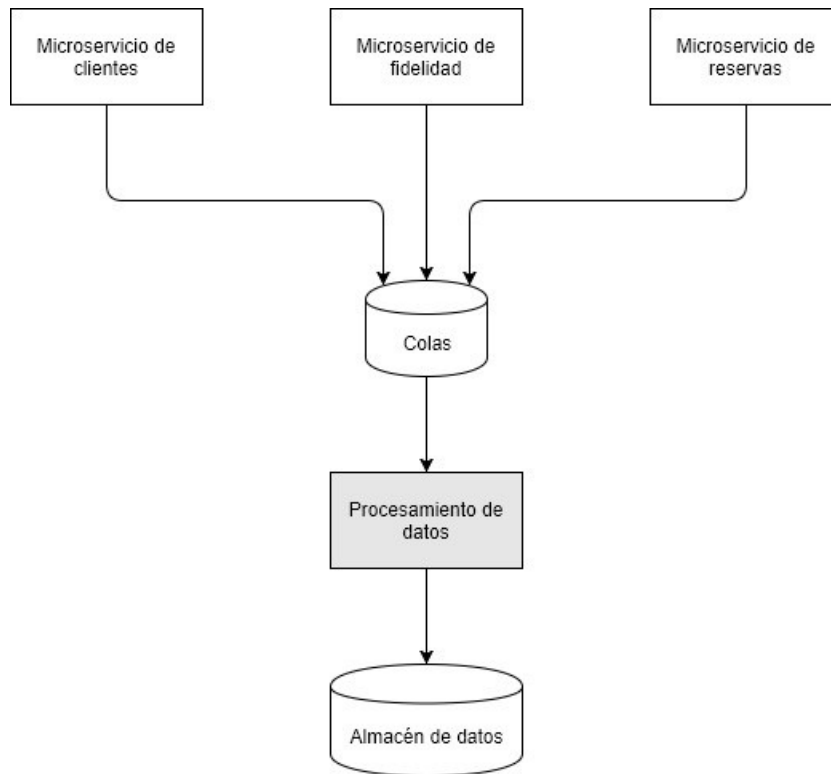 Microservicio de
clientes
Microservicio de
fidelidad
Microservicio de
reservas
Colas
Procesamiento de
datos
Almacén de datos